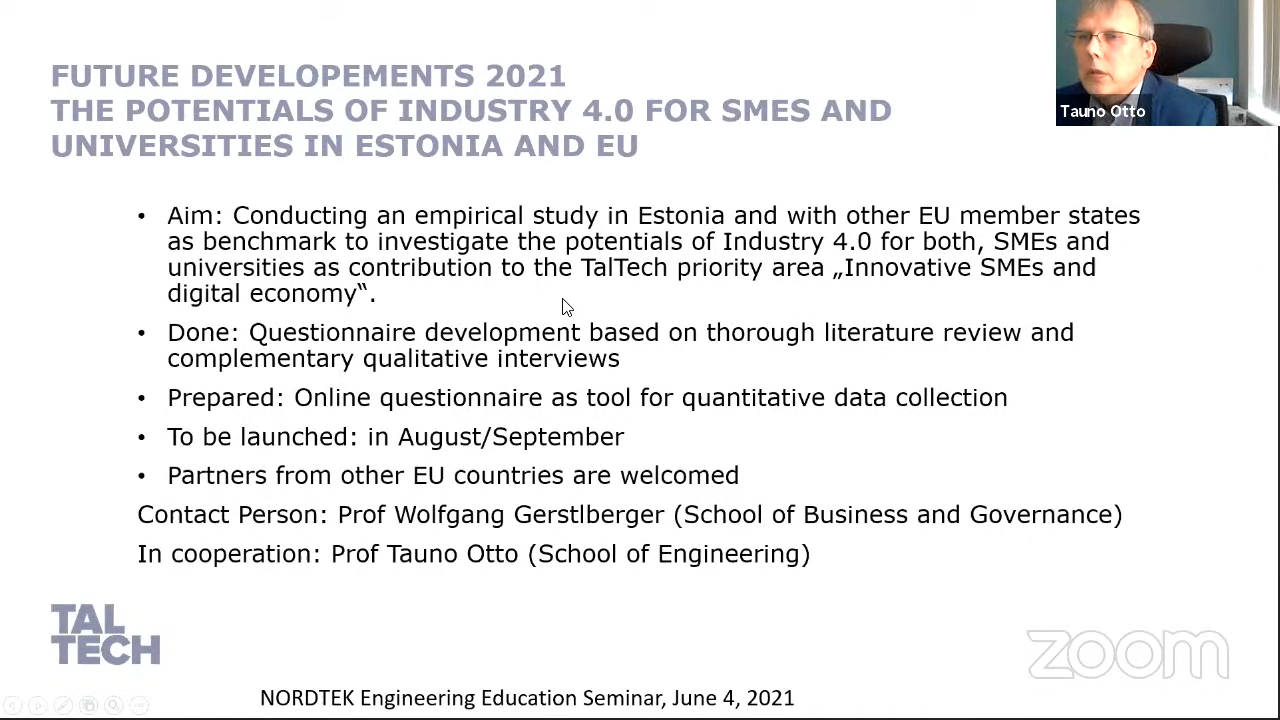 FUTURE DEVELOPEMENTS 2021
THE POTENTIALS OF INDUSTRY 4.0 FOR SMES AND
UNIVERSITIES IN ESTONIA AND EU
Tauno Otto
• Aim: Conducting an empirical study in Estonia and with other EU member states
as benchmark to investigate the potentials of Industry 4.0 for both, SMEs and
universities as contribution to the TalTech priority area „Innovative SMEs and
digital economy“.
• Done: Questionnaire development based on thorough literature review and
complementary qualitative interviews
• Prepared: Online questionnaire as tool for quantitative data collection
• To be launched: in August/September
• Partners from other EU countries are welcomed
Contact Person: Prof Wolfgang Gerstlberger (School of Business and Governance)
In cooperation: Prof Tauno Otto (School of Engineering)
TAL
TECH
zoom
NORDTEK Engineering Education Seminar, June 4, 2021